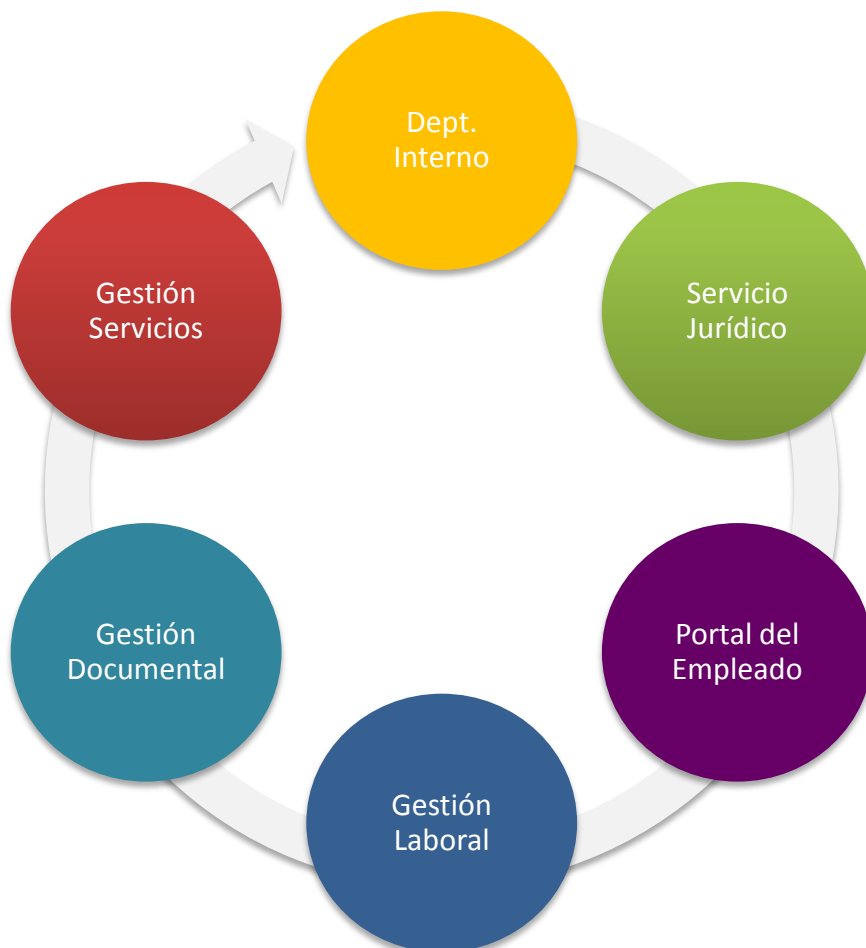 Dept.
Interno
Servicio
Jurídico
Portal del
Empleado
Gestión
Laboral
Gestión
Documental
Gestión
Servicios